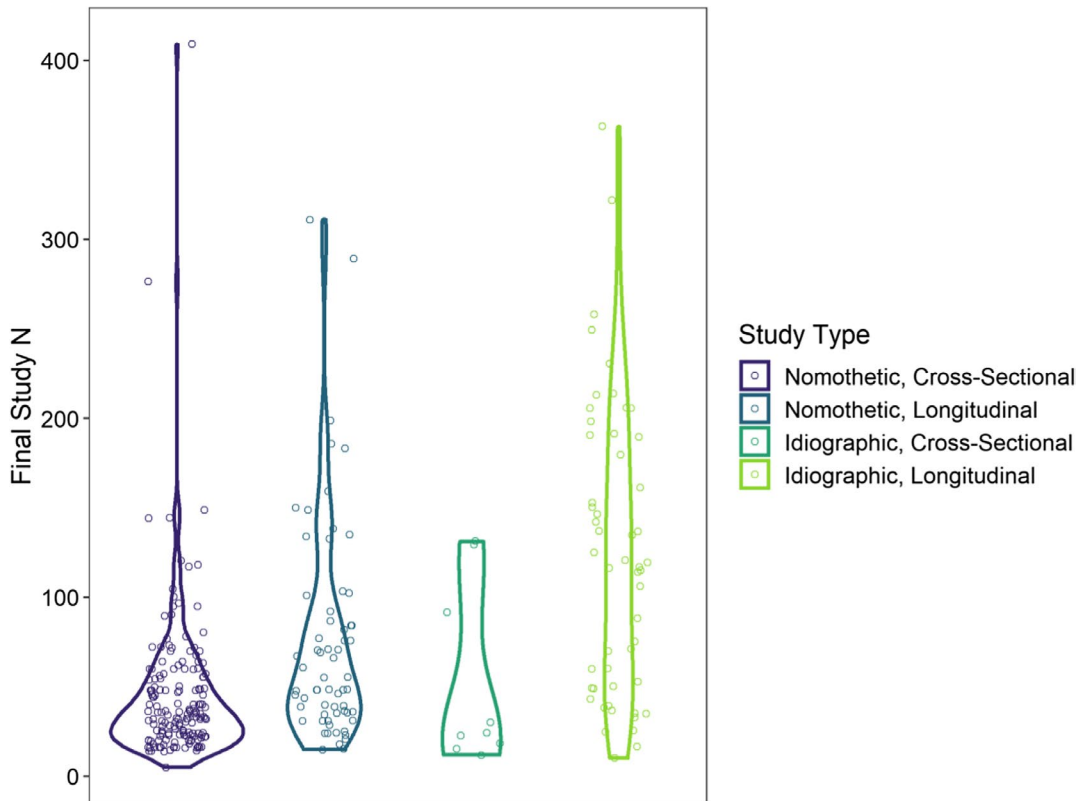 400
300
200
100
0
Final Study N
Study Type
Nomothetic, Cross-Sectional
Nomothetic, Longitudinal
Idiographic, Cross-Sectional
Idiographic, Longitudinal